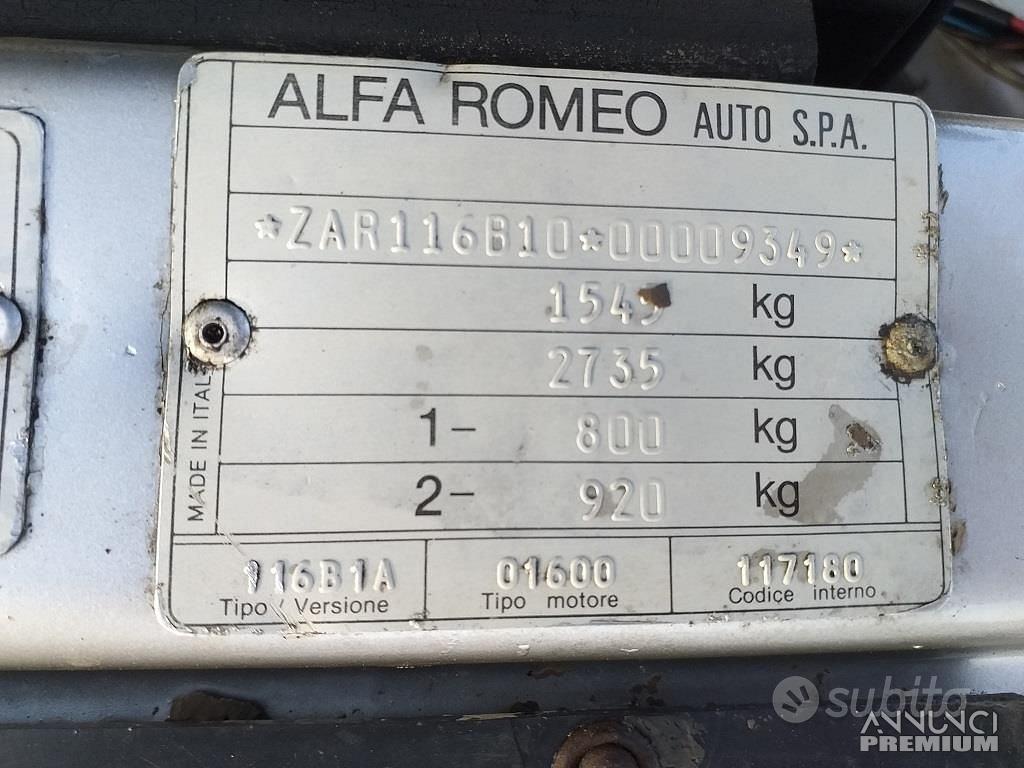 ALFA ROMEO AUTO S.P.A.
*ZAR116B10*00009349*
1545 kg
2735 kg
1- 800 kg
2- 920 kg
MADE IN ITAL
116B1A 01600 117180
Tipo / Versione Tipo motore Codice interno
subito
ANNUNCI
PREMIUM